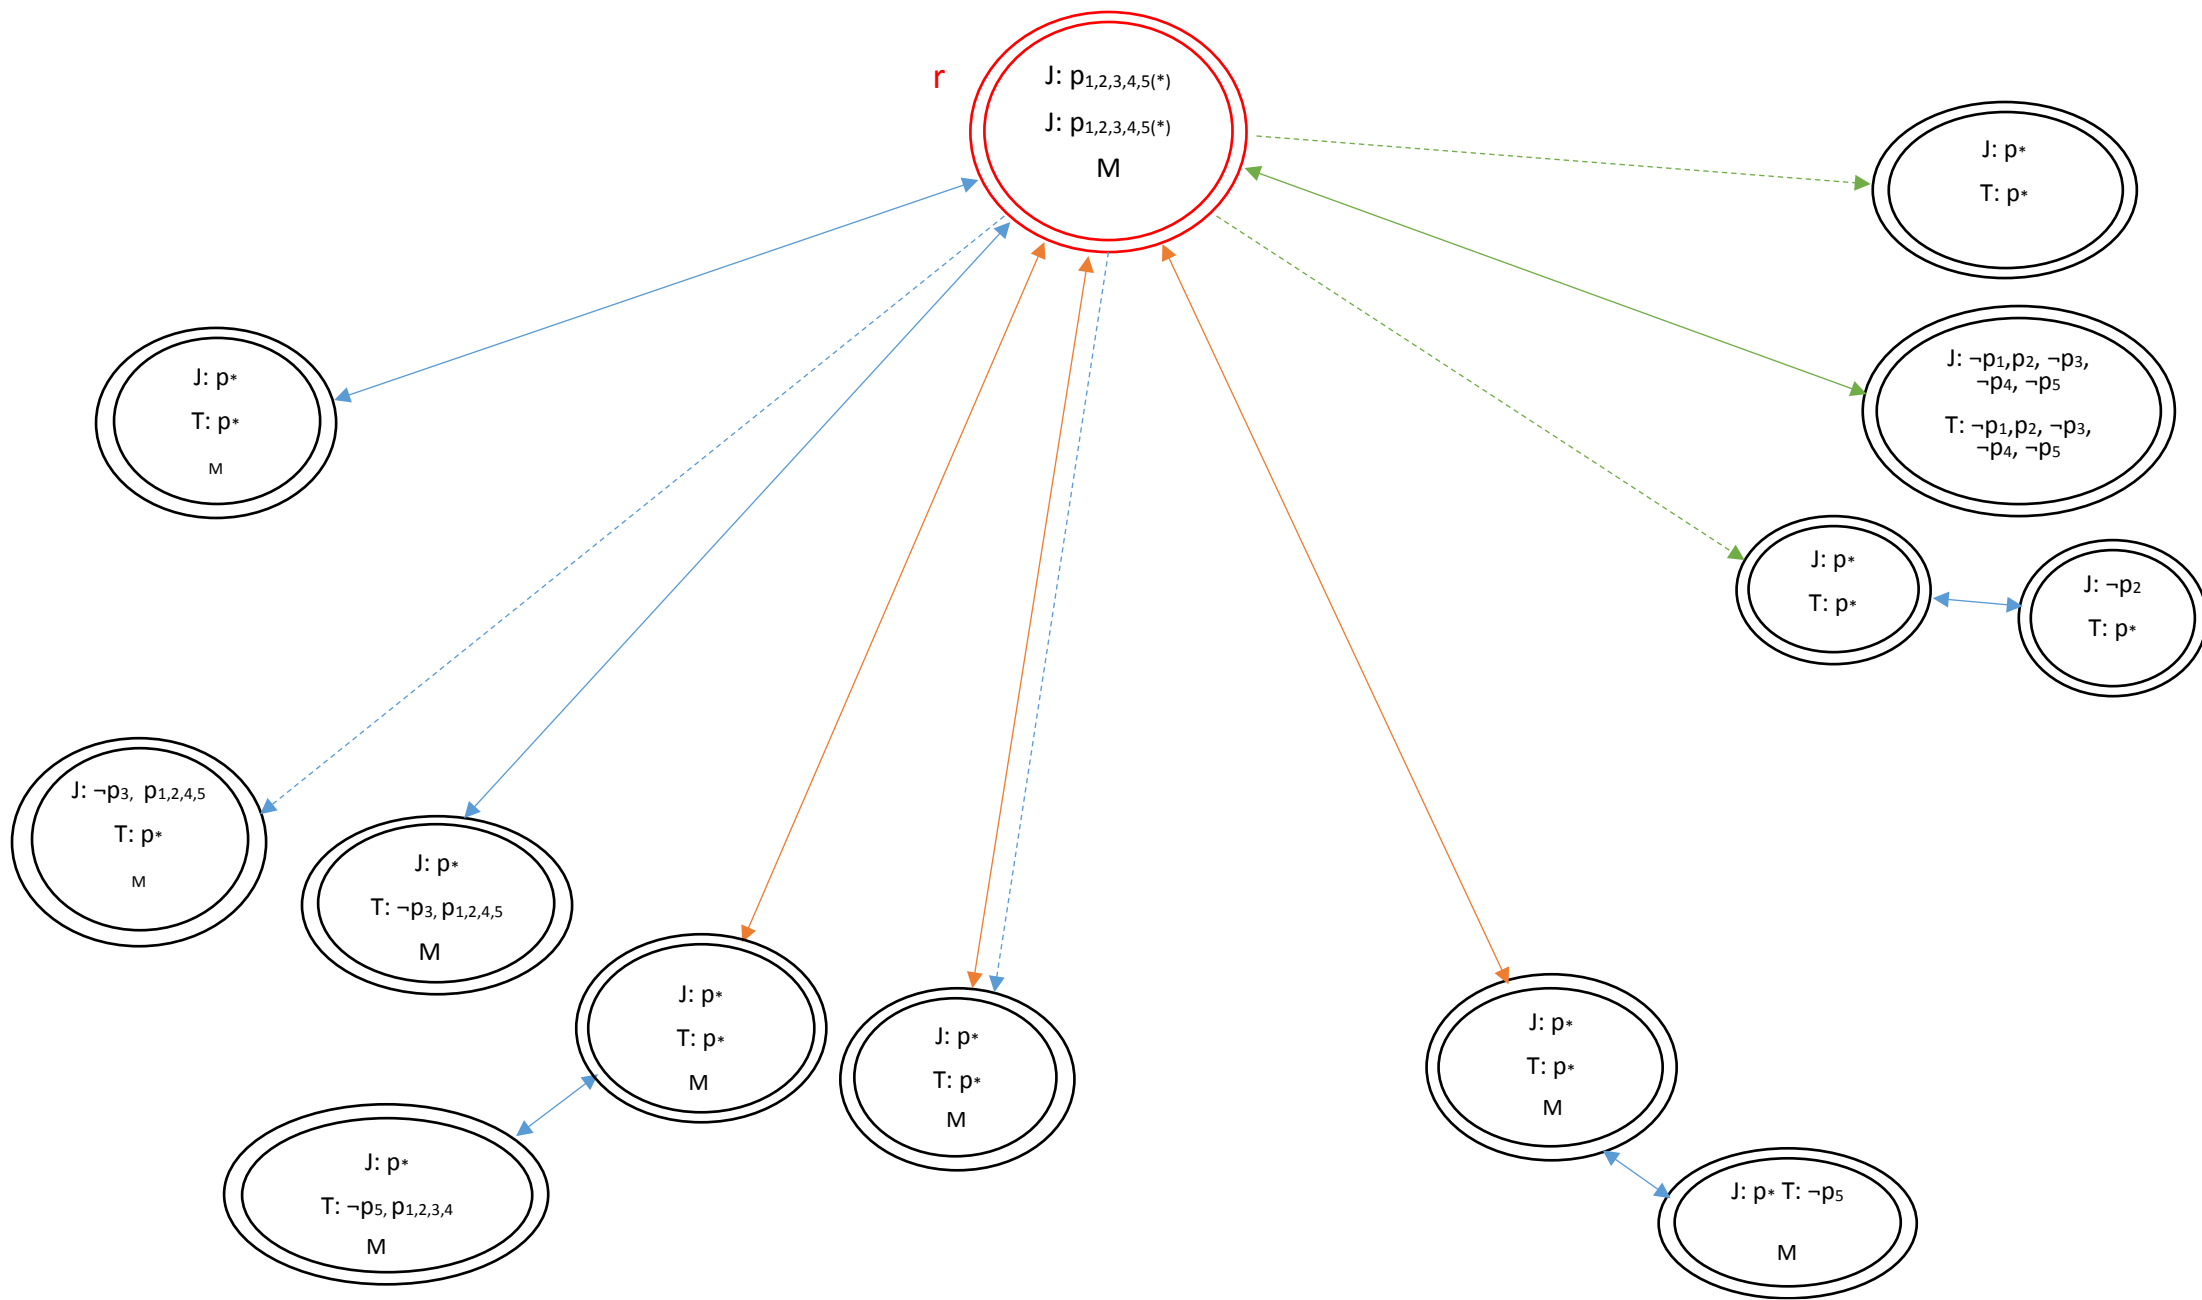 r
J: p1,2,3,4,5(*)
J: p1,2,3,4,5(*)
M
J: p*
T: p*
J: ¬p1,p2, ¬p3,
¬p4, ¬p5
T: ¬p1,p2, ¬p3,
¬p4, ¬p5
J: p*
T: p*
M
J: p*
T: p*
J: ¬p2
T: p*
J: ¬p3, p1,2,4,5
T: p*
M
J: p*
T: ¬p3, p1,2,4,5
M
J: p*
T: p*
M
J: p*
T: p*
M
J: p*
T: p*
M
J: p*
T: ¬p5, p1,2,3,4
M
J: p* T: ¬p5
M